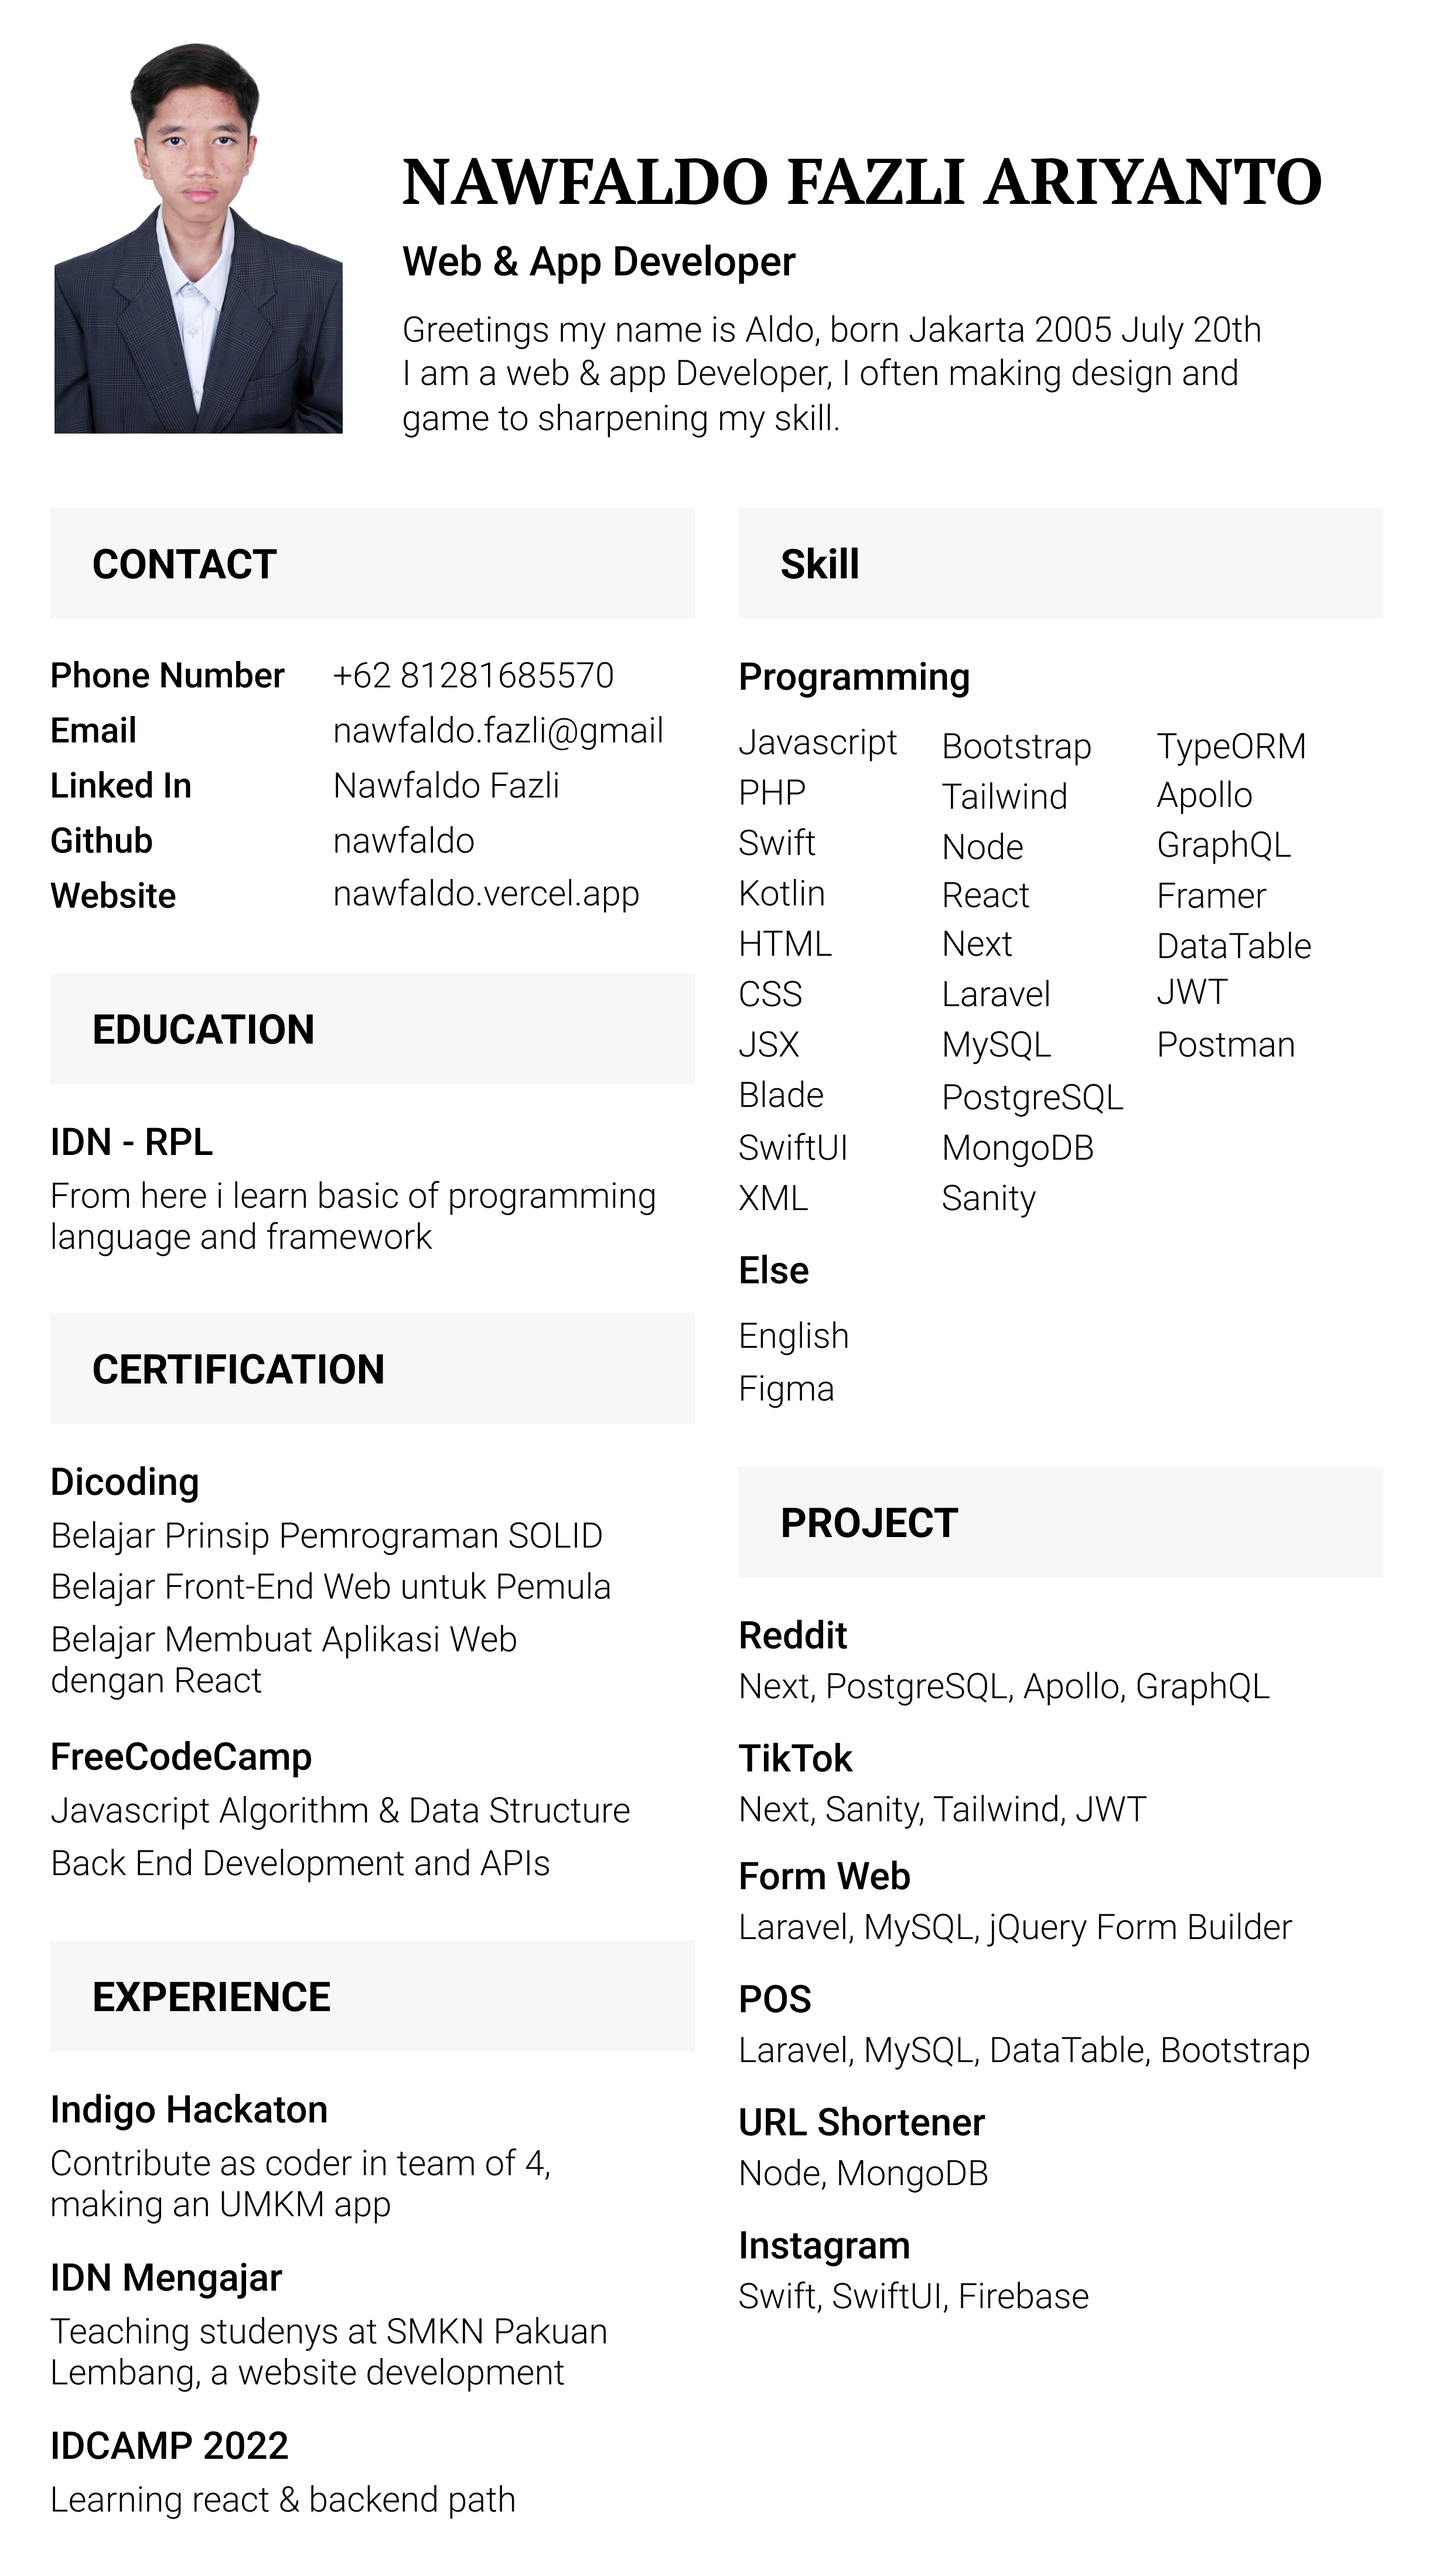 NAWFALDO FAZLI ARIYANTO
Web & App Developer
Greetings my name is Aldo, born Jakarta 2005 July 20th
I am a web & app Developer, I often making design and
game to sharpening my skill.
CONTACT
Phone Number +62 81281685570
Email nawfaldo.fazli@gmail
Linked In Nawfaldo Fazli
Github nawfaldo
Website nawfaldo.vercel.app
EDUCATION
IDN - RPL
From here i learn basic of programming
language and framework
CERTIFICATION
Dicoding
Belajar Prinsip Pemrograman SOLID
Belajar Front-End Web untuk Pemula
Belajar Membuat Aplikasi Web
dengan React
FreeCodeCamp
Javascript Algorithm & Data Structure
Back End Development and APIs
EXPERIENCE
Indigo Hackaton
Contribute as coder in team of 4,
making an UMKM app
IDN Mengajar
Teaching studenys at SMKN Pakuan
Lembang, a website development
IDCAMP 2022
Learning react & backend path
Skill
Programming
Javascript
PHP
Swift
Kotlin
HTML
CSS
JSX
Blade
SwiftUI
XML
Bootstrap
Tailwind
Node
React
Next
Laravel
MySQL
PostgreSQL
MongoDB
Sanity
TypeORM
Apollo
GraphQL
Framer
DataTable
JWT
Postman
Else
English
Figma
PROJECT
Reddit
Next, PostgreSQL, Apollo, GraphQL
TikTok
Next, Sanity, Tailwind, JWT
Form Web
Laravel, MySQL, jQuery Form Builder
POS
Laravel, MySQL, DataTable, Bootstrap
URL Shortener
Node, MongoDB
Instagram
Swift, SwiftUI, Firebase